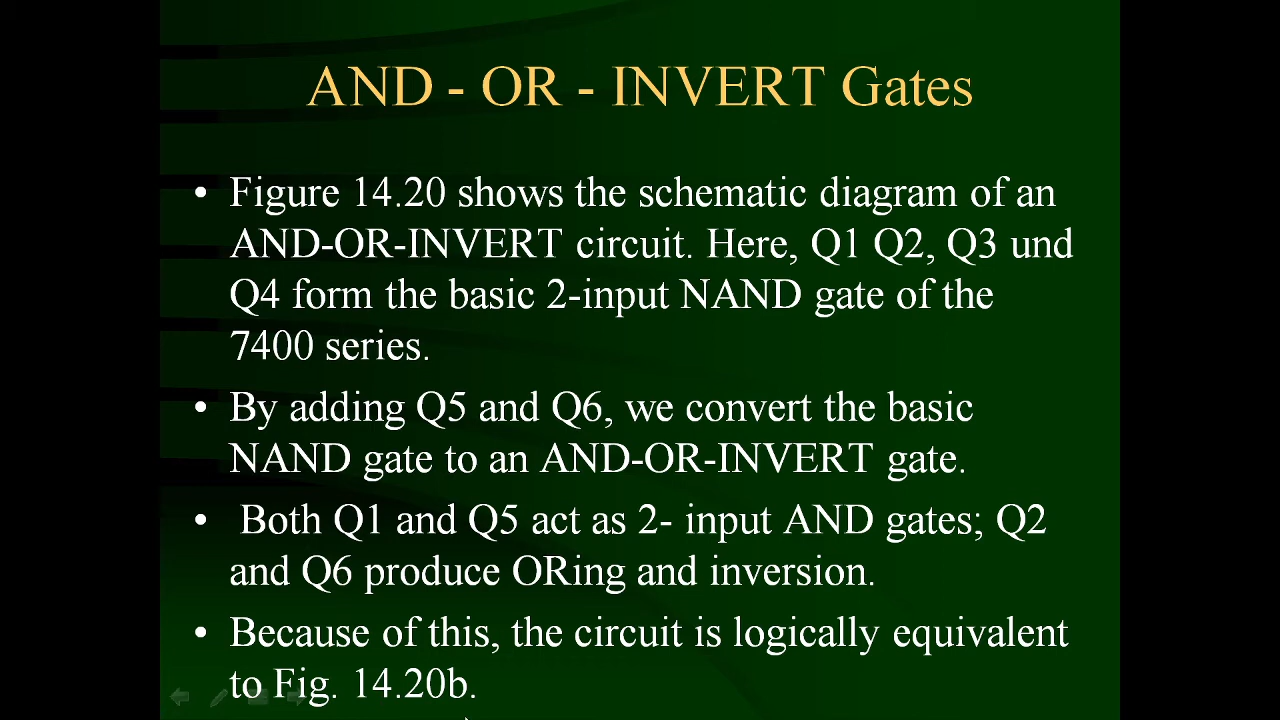 AND - OR - INVERT Gates
• Figure 14.20 shows the schematic diagram of an
AND-OR-INVERT circuit. Here, Q1 Q2, Q3 und
Q4 form the basic 2-input NAND gate of the
7400 series.
• By adding Q5 and Q6, we convert the basic
NAND gate to an AND-OR-INVERT gate.
• Both Q1 and Q5 act as 2- input AND gates; Q2
and Q6 produce ORing and inversion.
• Because of this, the circuit is logically equivalent
to Fig. 14.20b.